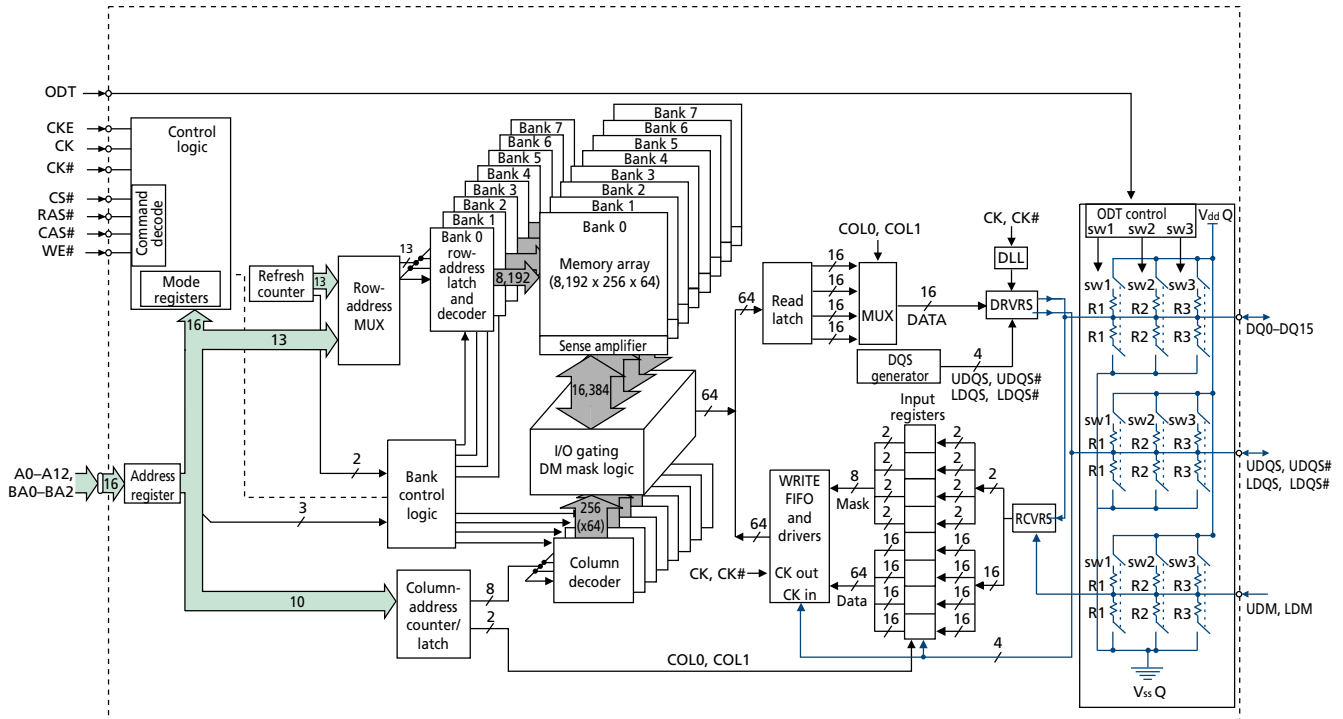 ODT
CKE
CK
CK#
CS#
RAS#
CAS#
WE#
Control
logic
Command
decode
Mode
registers
16
13
10
A0–A12,
BA0–BA2
16
Address
register
Refresh
counter
13
Row-
address
MUX
13
2
3
Bank
control
logic
Column-
address
counter/
latch
8
2
COL0, COL1
Bank 7
Bank 6
Bank 5
Bank 4
Bank 3
Bank 2
Bank 1
Bank 0
row-
address
latch
and
decoder
8,192
Bank 7
Bank 6
Bank 5
Bank 4
Bank 3
Bank 2
Bank 1
Bank 0
Memory array
(8,192 x 256 x 64)
Sense amplifier
16,384
I/O gating
DM mask logic
256
(x64)
Column
decoder
64
64
Read
latch
16
16
16
16
COL0, COL1
MUX
16
DATA
DQS
generator
4
UDQS, UDQS#
LDQS, LDQS#
CK, CK#
DLL
DRVRS
Input
registers
2
2
2
2
16
16
16
16
2
2
2
2
16
16
16
16
2
16
RCVRS
4
64
WRITE
FIFO
and
drivers
CK out
CK in
CK, CK#
8
Mask
64
Data
ODT control
sw1 sw2 sw3
Vdd Q
sw1 sw2 sw3
R1 R2 R3
R1 R2 R3
sw1 sw2 sw3
R1 R2 R3
R1 R2 R3
sw1 sw2 sw3
R1 R2 R3
R1 R2 R3
Vss Q
DQ0–DQ15
UDQS, UDQS#
LDQS, LDQS#
UDM, LDM